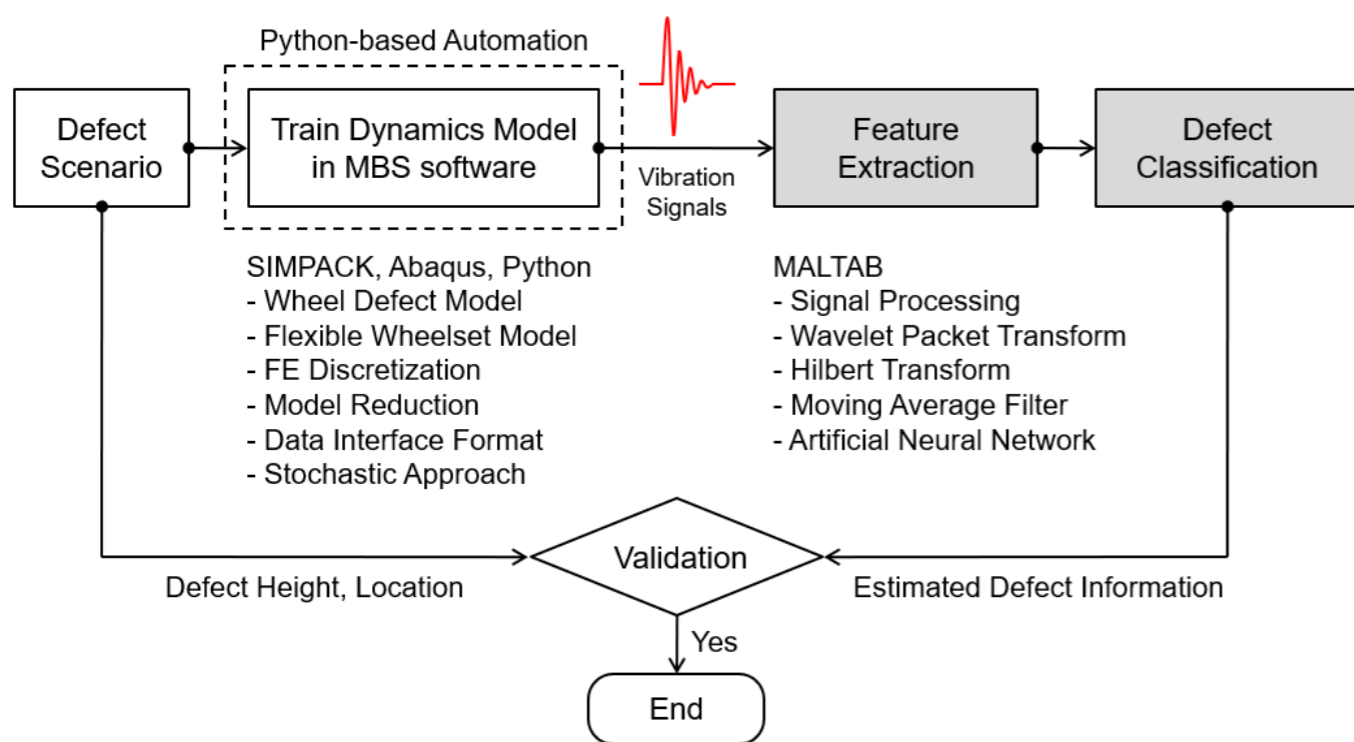 Python-based Automation
Defect
Scenario
Train Dynamics Model
in MBS software
Vibration
Signals
Feature
Extraction
Defect
Classification
SIMPACK, Abaqus, Python
- Wheel Defect Model
- Flexible Wheelset Model
- FE Discretization
- Model Reduction
- Data Interface Format
- Stochastic Approach
MALTAB
- Signal Processing
- Wavelet Packet Transform
- Hilbert Transform
- Moving Average Filter
- Artificial Neural Network
Validation
Defect Height, Location
Estimated Defect Information
Yes
End